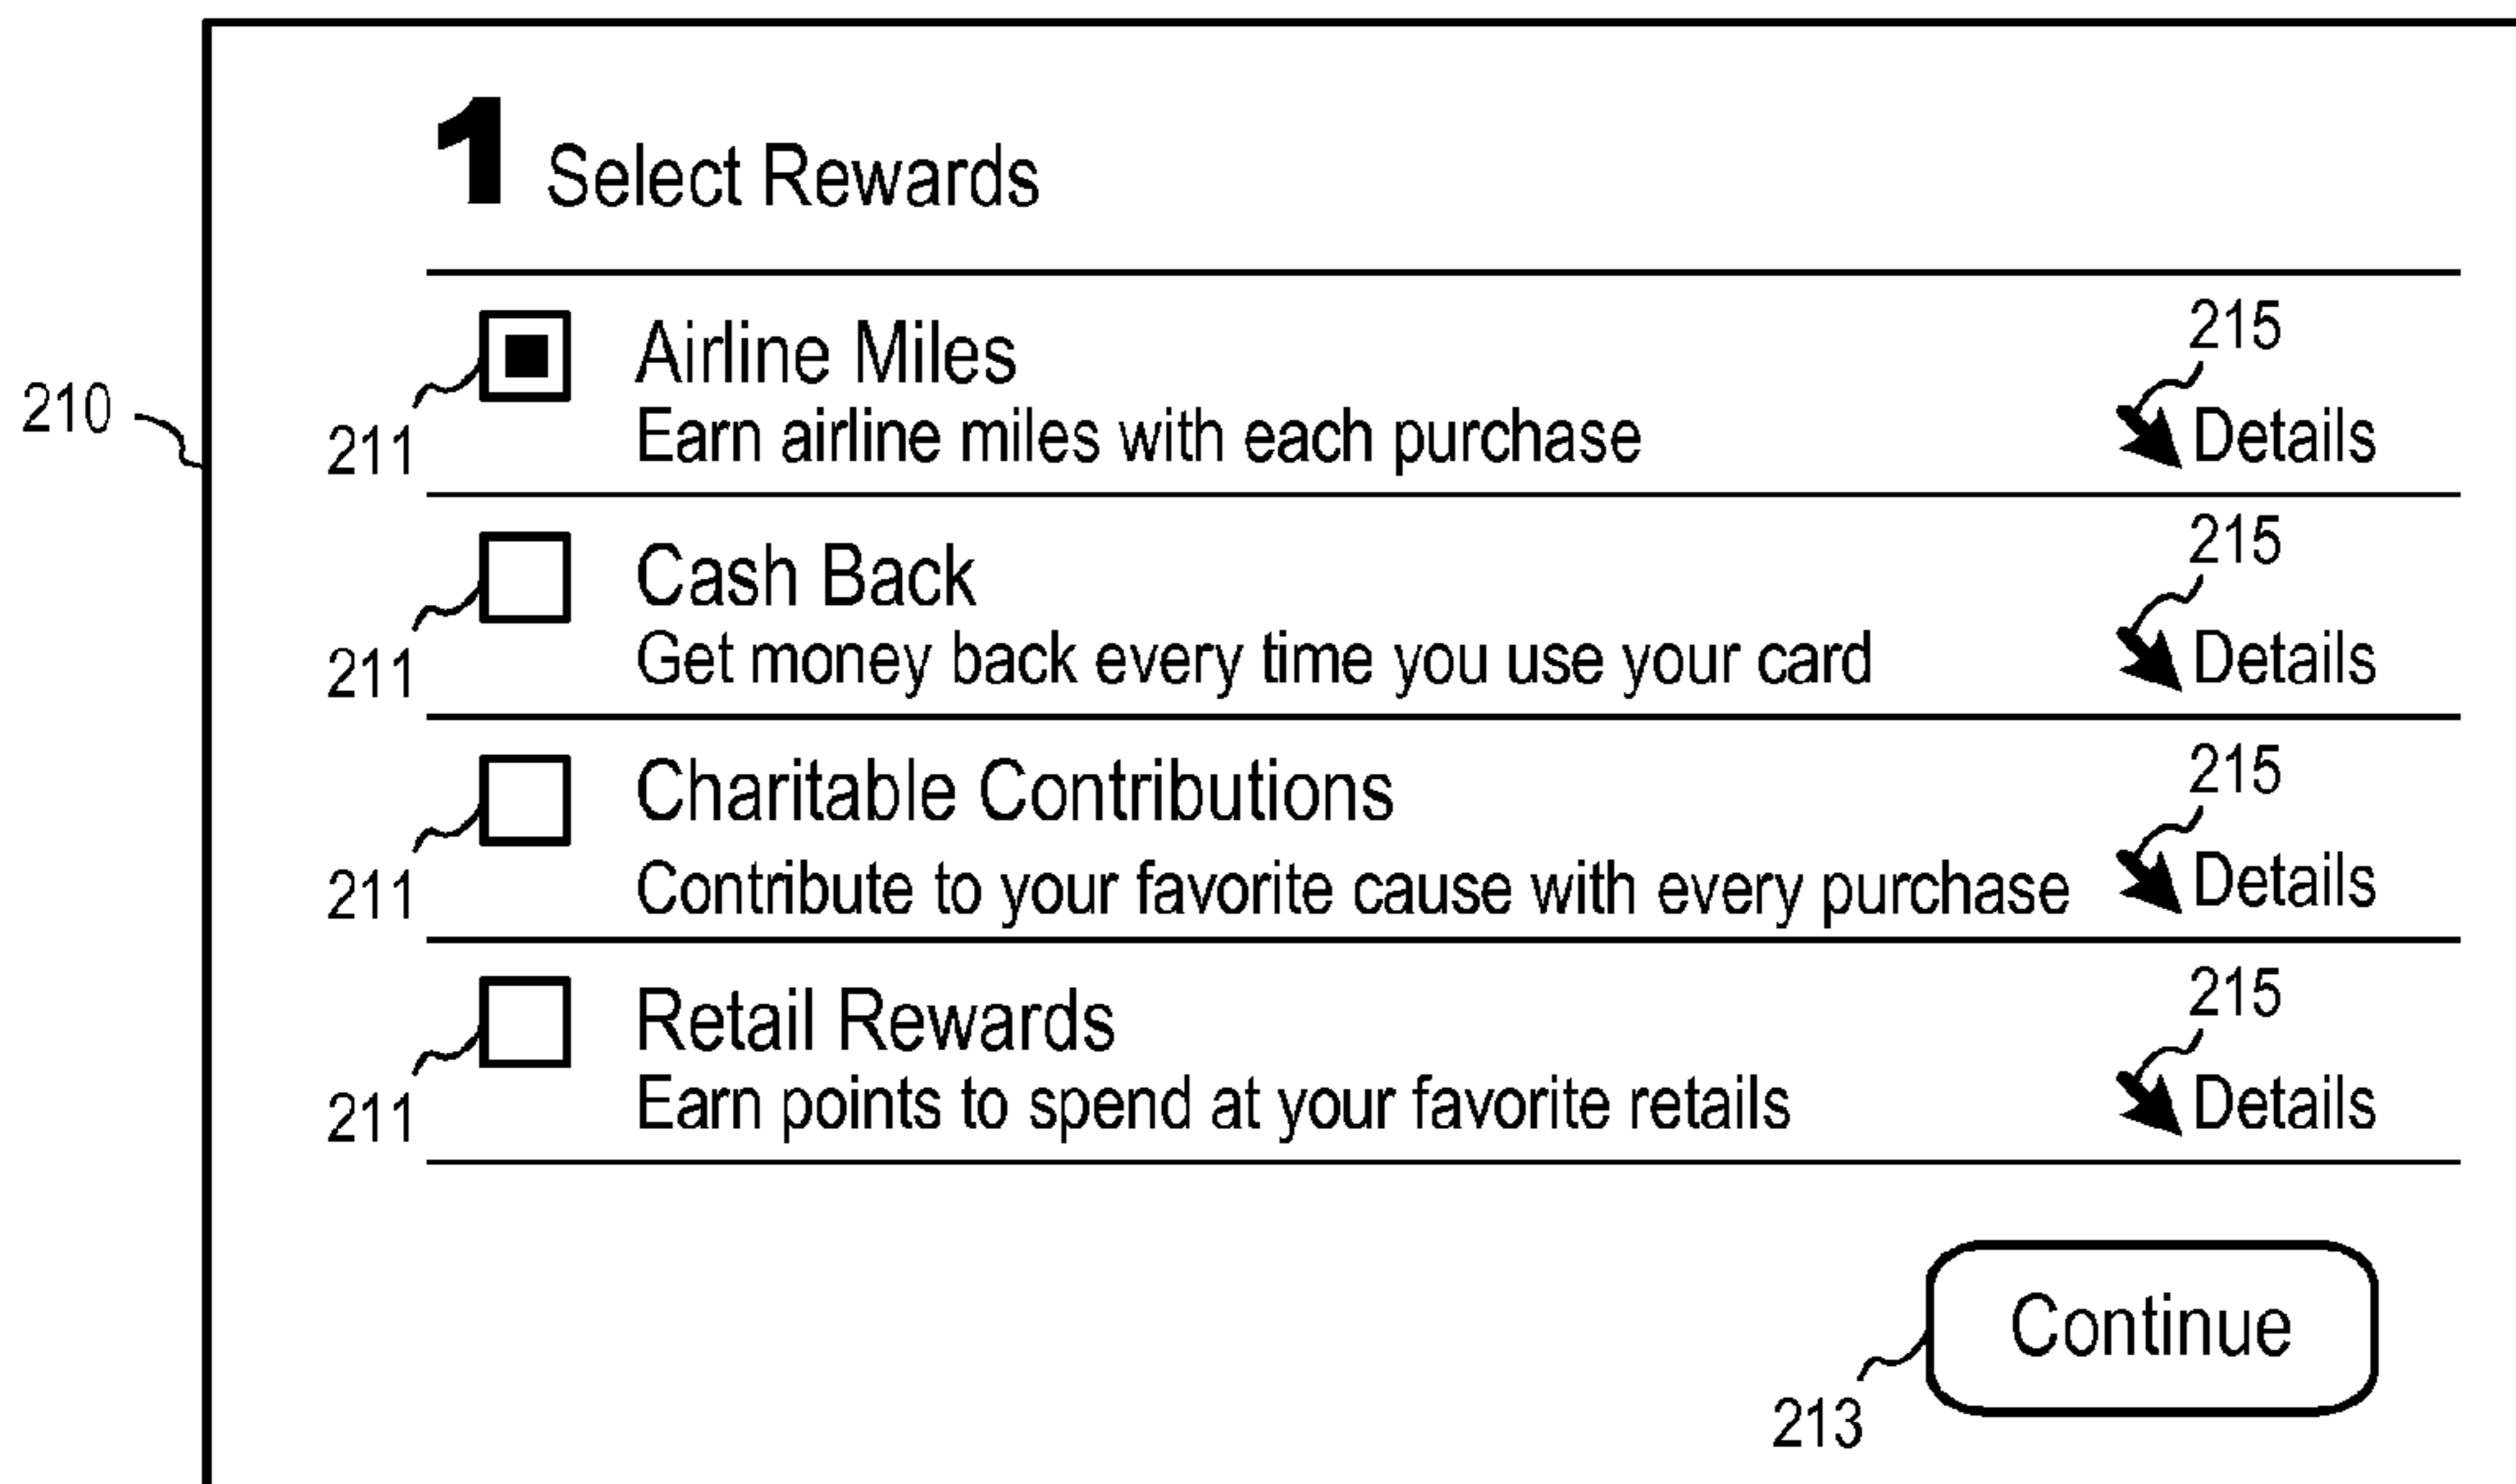 1 Select Rewards
Airline Miles
215
210
211
Earn airline miles with each purchase
Details
Cash Back
215
211
Get money back every time you use your card
Details
Charitable Contributions
215
211
Contribute to your favorite cause with every purchase
Details
Retail Rewards
215
211
Earn points to spend at your favorite retails
Details
Continue
213